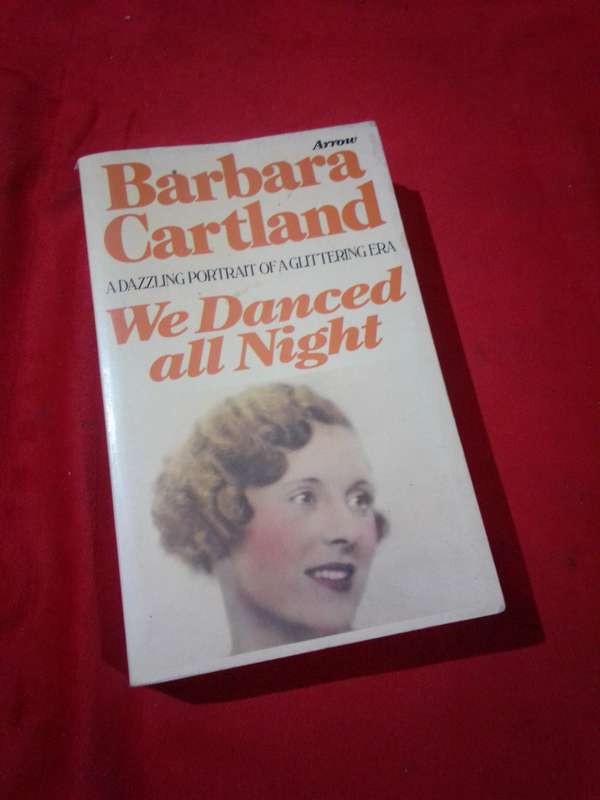 Arrow
Barbara
Cartland
A DAZZLING PORTRAIT OF A GLITTERING ERA
We Danced
all Night